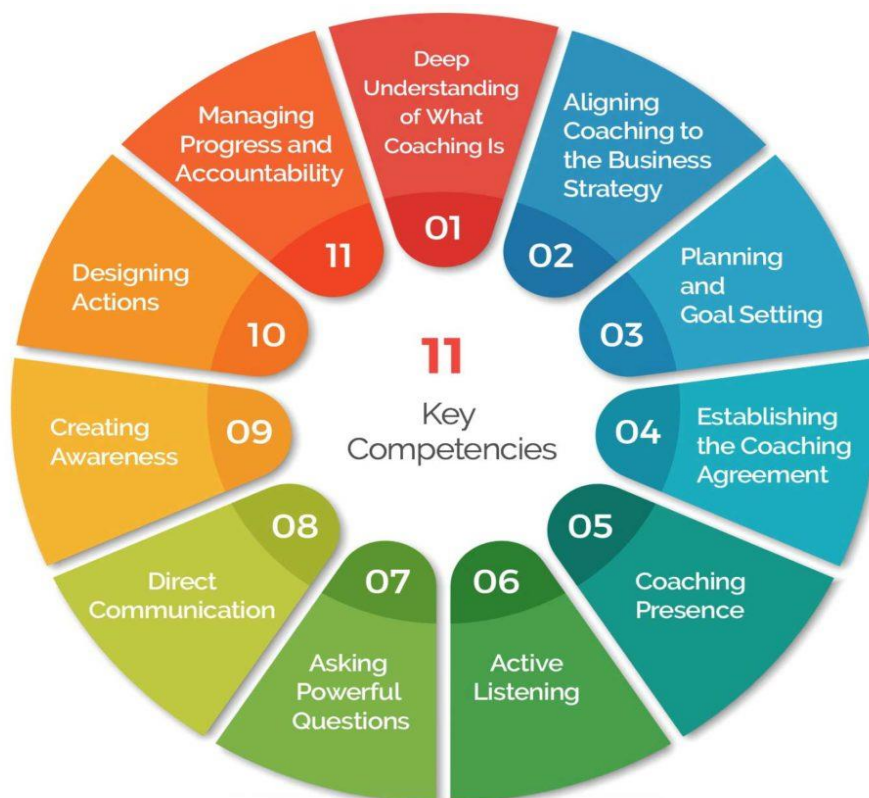 11
Key
Competencies
01
Deep
Understanding
of What
Coaching Is
02
Aligning
Coaching to
the Business
Strategy
03
Planning
and
Goal Setting
04
Establishing
the Coaching
Agreement
05
Coaching
Presence
06
Active
Listening
07
Asking
Powerful
Questions
08
Direct
Communication
09
Creating
Awareness
10
Designing
Actions
11
Managing
Progress and
Accountability